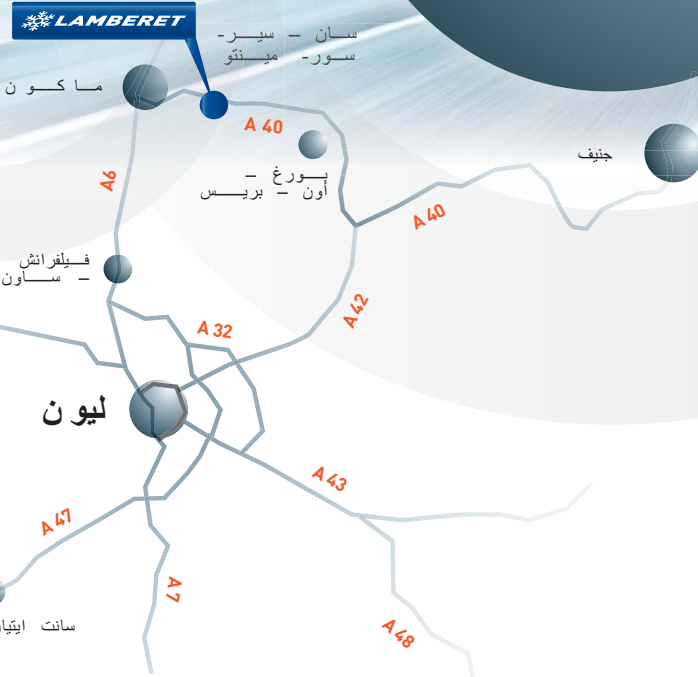 LAMBERET
سان – سير-
سور- مينتو
ماكون
A 40
جنيف
بورغ –
أون – بريس
A6
A 40
فيلفرانش
– ساون
A 42
A 32
ليون
A 43
A 47
A 7
سانت
A 48